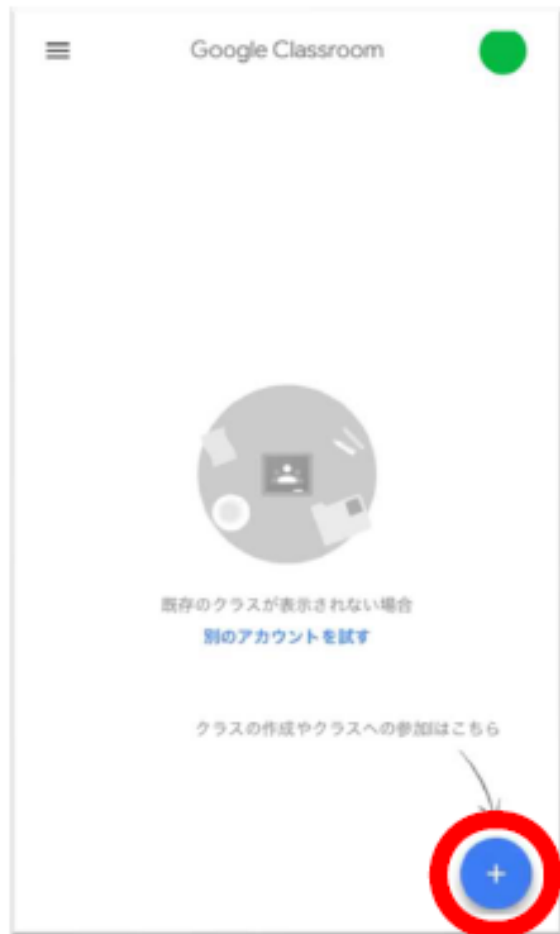 Google Classroom
既存のクラスが表示されない場合
別のアカウントを試す
クラスの作成やクラスへの参加はこちら
+